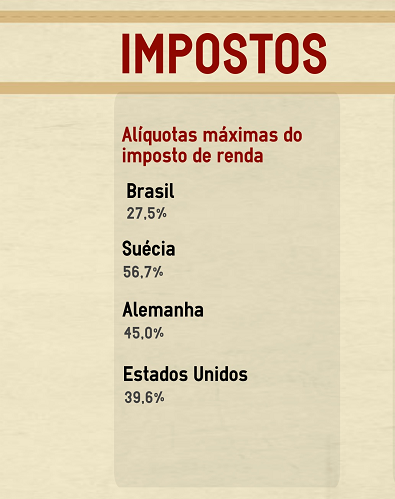 IMPOSTOS
Alíquotas máximas do
imposto de renda
Brasil
27,5%
Suécia
56,7%
Alemanha
45,0%
Estados Unidos
39,6%